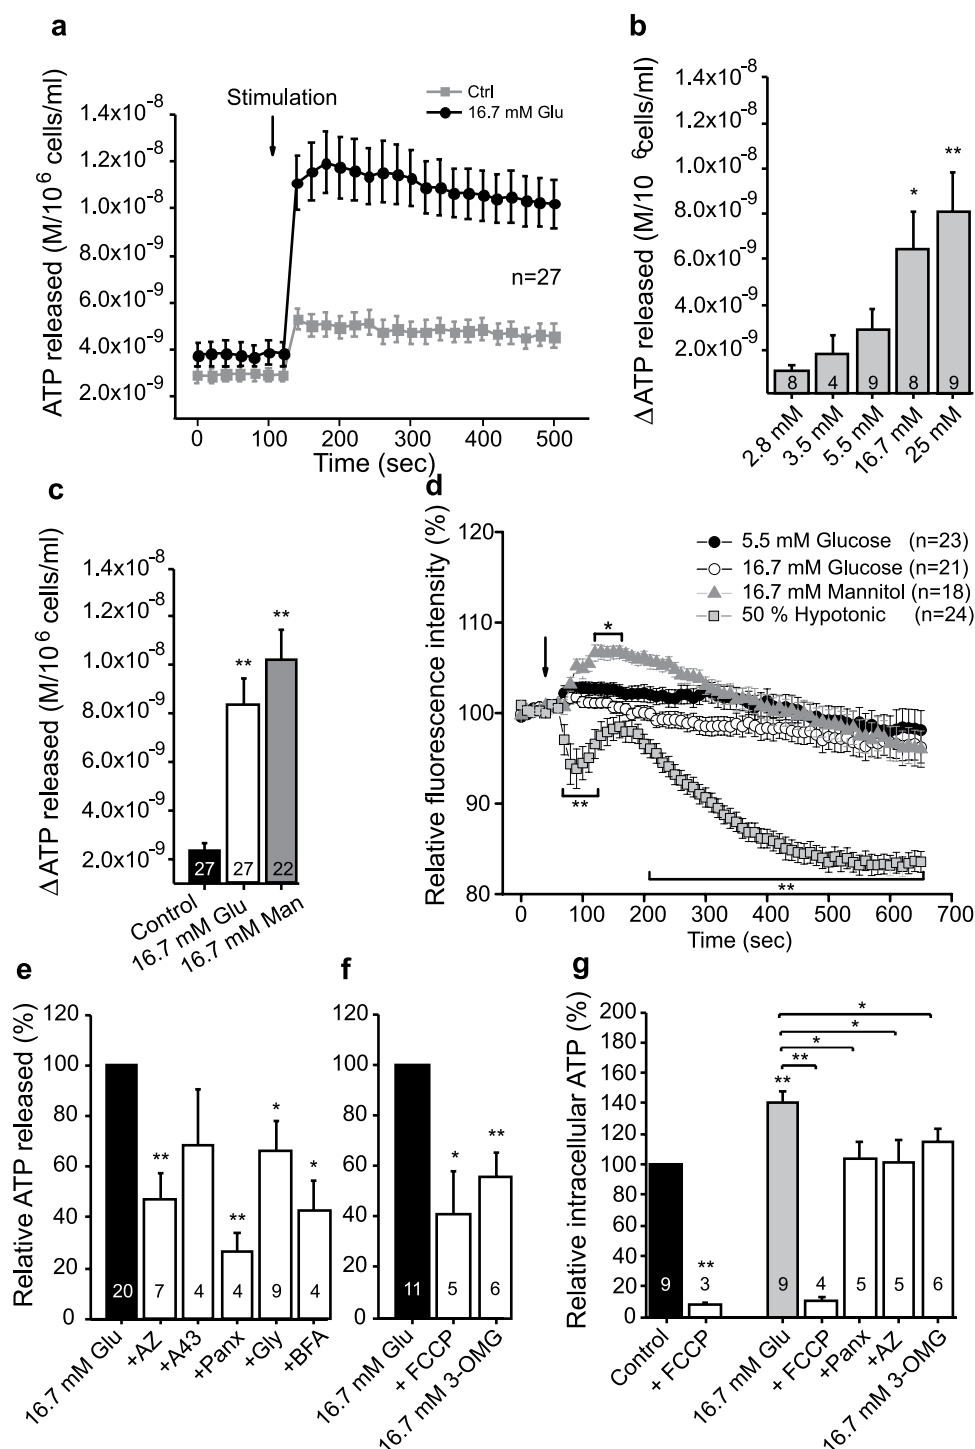 a
ATP released (M/10^6 cells/ml)
1.4x10^-8
1.2x10^-8
1.0x10^-8
8.0x10^-9
6.0x10^-9
4.0x10^-9
2.0x10^-9
Stimulation
Ctrl
16.7 mM Glu
n=27
0 100 200 300 400 500
Time (sec)
b
ΔATP released (M/10^6 cells/ml)
1.4x10^-8
1.2x10^-8
1.0x10^-8
8.0x10^-9
6.0x10^-9
4.0x10^-9
2.0x10^-9
* **
8 4 9 8 9
2.8 mM 3.5 mM 5.5 mM 16.7 mM 25 mM
c
ΔATP released (M/10^6 cells/ml)
1.4x10^-8
1.2x10^-8
1.0x10^-8
8.0x10^-9
6.0x10^-9
4.0x10^-9
2.0x10^-9
** **
27 27 22
Control 16.7 mM Glu 16.7 mM Man
d
Relative fluorescence intensity (%)
120
110
100
90
80
5.5 mM Glucose (n=23)
16.7 mM Glucose (n=21)
16.7 mM Mannitol (n=18)
50 % Hypotonic (n=24)
*
**
**
0 100 200 300 400 500 600 700
Time (sec)
e
Relative ATP released (%)
120
100
80
60
40
20
0
** ** * *
20 7 4 4 9 4
16.7 mM Glu +AZ +A43 +Panx +Gly +BFA
f
120
100
80
60
40
20
0
* **
11 5 6
16.7 mM Glu + FCCP 16.7 mM 3-OMG
g
Relative intracellular ATP (%)
200
180
160
140
120
100
80
60
40
20
0
*
*
*
**
**
**
9 3 9 4 5 5 6
Control + FCCP 16.7 mM Glu + FCCP +Panx +AZ 16.7 mM 3-OMG